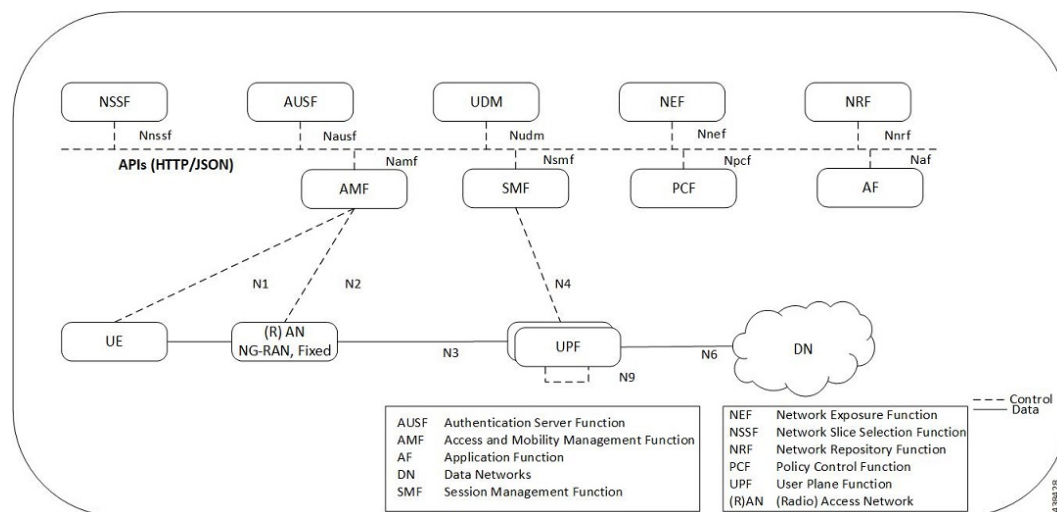 NSSF
AUSF
UDM
NEF
NRF
Nnssf
Nausf
Nudm
Nnef
Nnrf
APIs (HTTP/JSON)
Namf
Nsmf
Npcf
Naf
AMF
SMF
PCF
AF
N1
N2
N4
UE
(R) AN
NG-RAN, Fixed
N3
UPF
N6
DN
N9
Control
Data
AUSF Authentication Server Function
AMF Access and Mobility Management Function
AF Application Function
DN Data Networks
SMF Session Management Function
NEF Network Exposure Function
NSSF Network Slice Selection Function
NRF Network Repository Function
PCF Policy Control Function
UPF User Plane Function
(R)AN (Radio) Access Network